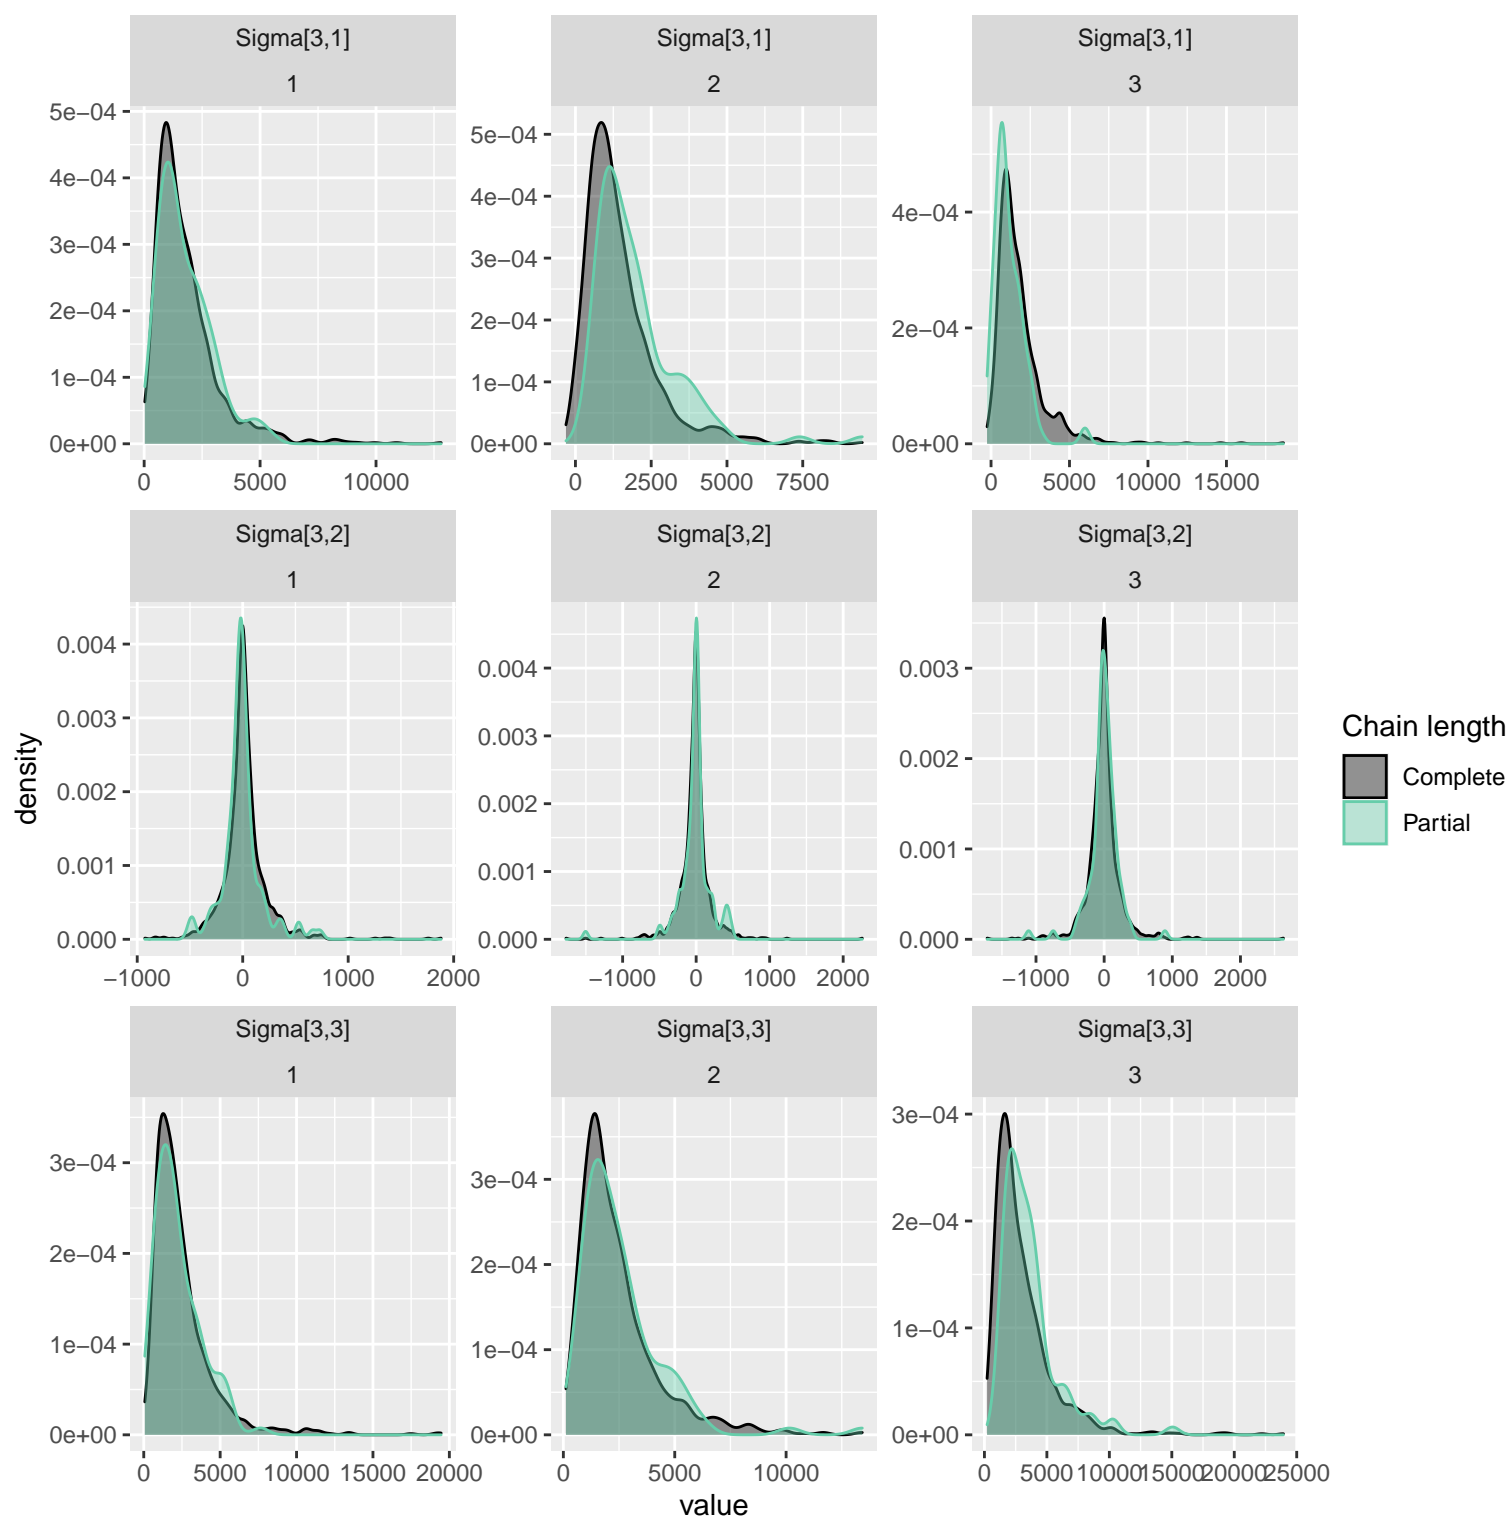 Sigma[3,1] Sigma[3,1] Sigma[3,1]
1 2 3
5e−04
4e−04
3e−04
2e−04
1e−04
0e+00
0 5000 10000
5e−04
4e−04
3e−04
2e−04
1e−04
0e+00
0 2500 5000 7500
4e−04
2e−04
0e+00
0 5000 10000 15000
Sigma[3,2] Sigma[3,2] Sigma[3,2]
1 2 3
0.004
0.003
0.002
0.001
0.000
−1000 0 1000 2000
0.004
0.003
0.002
0.001
0.000
−1000 0 1000 2000
0.003
0.002
0.001
0.000
−1000 0 1000 2000
Sigma[3,3] Sigma[3,3] Sigma[3,3]
1 2 3
3e−04
2e−04
1e−04
0e+00
0 5000 10000 15000 20000
3e−04
2e−04
1e−04
0e+00
0 5000 10000
3e−04
2e−04
1e−04
0e+00
0 5000 10000 15000 20000 25000
density
value
Chain length
Complete
Partial